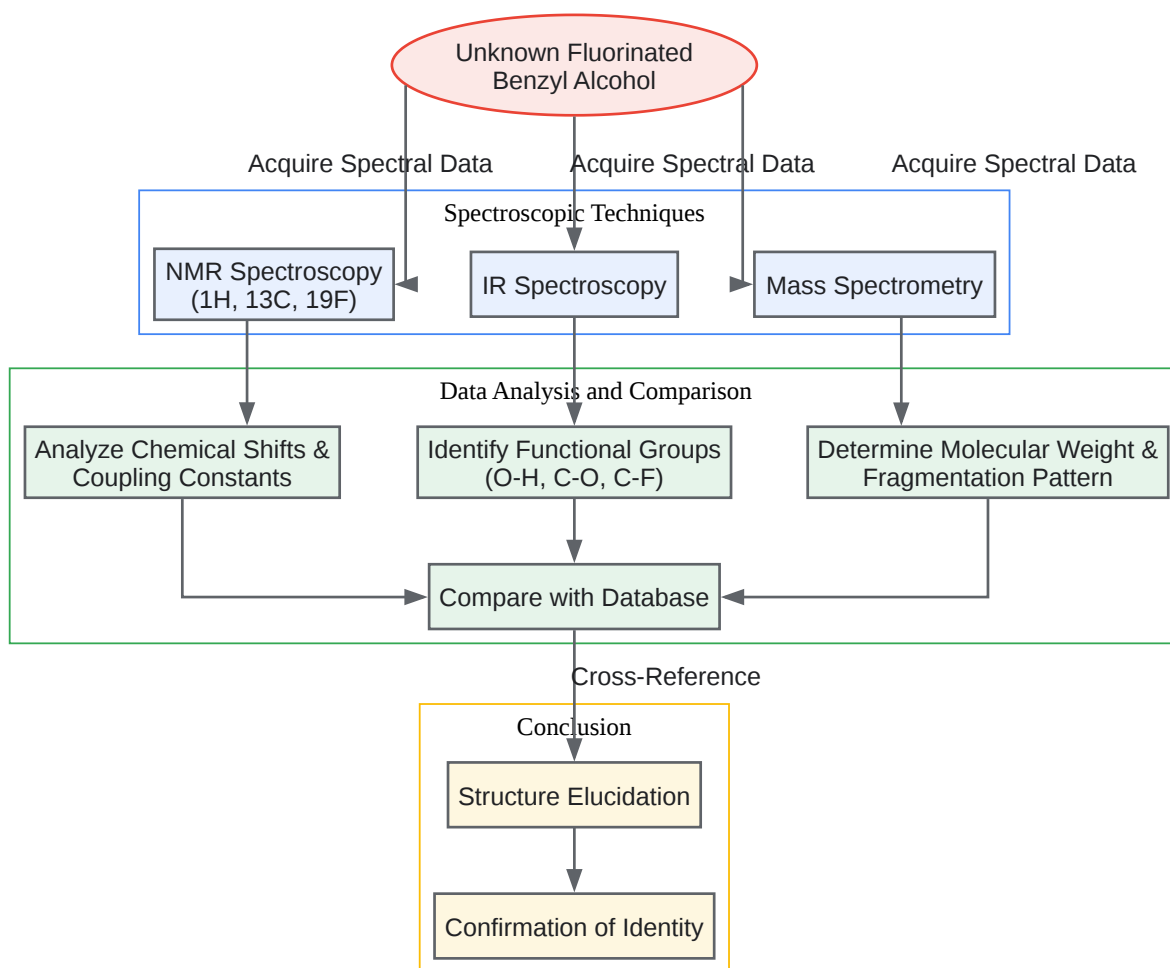 Unknown Fluorinated
Benzyl Alcohol
Acquire Spectral Data
Acquire Spectral Data
Acquire Spectral Data
Spectroscopic Techniques
NMR Spectroscopy
(1H, 13C, 19F)
IR Spectroscopy
Mass Spectrometry
Data Analysis and Comparison
Analyze Chemical Shifts &
Coupling Constants
Identify Functional Groups
(O-H, C-O, C-F)
Determine Molecular Weight &
Fragmentation Pattern
Compare with Database
Cross-Reference
Conclusion
Structure Elucidation
Confirmation of Identity